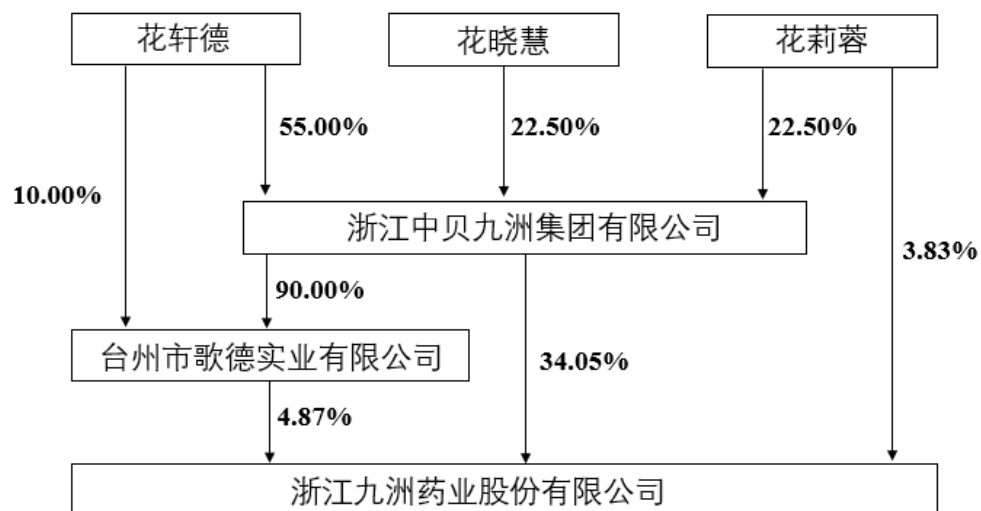 花轩德
花晓慧
花莉蓉
55.00%
22.50%
22.50%
10.00%
浙江中贝九洲集团有限公司
3.83%
90.00%
台州市歌德实业有限公司
34.05%
4.87%
浙江九洲药业股份有限公司